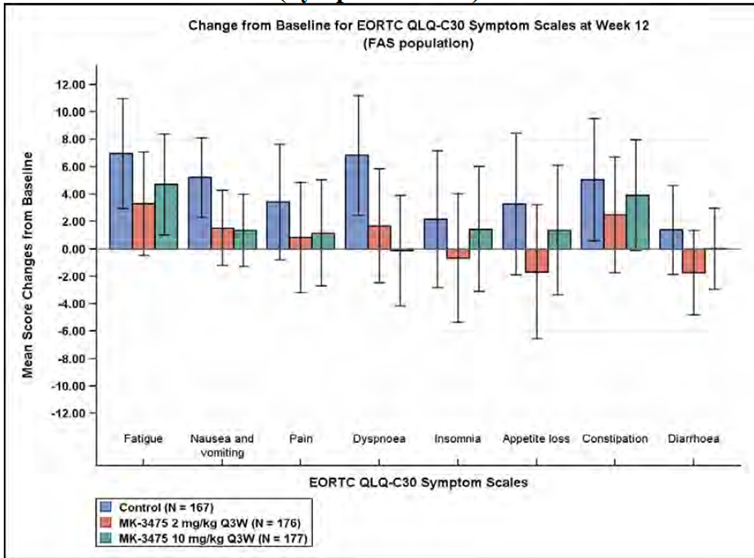 Change from Baseline for EORTC QLQ-C30 Symptom Scales at Week 12
(FAS population)
Mean Score Changes from Baseline
12.00
10.00
8.00
6.00
4.00
2.00
0.00
-2.00
-4.00
-6.00
-8.00
-10.00
-12.00
Fatigue
Nausea and
vomiting
Pain
Dyspnoea
Insomnia
Appetite loss
Constipation
Diarrhoea
EORTC QLQ-C30 Symptom Scales
Control (N = 167)
MK-3475 2 mg/kg Q3W (N = 176)
MK-3475 10 mg/kg Q3W (N = 177)